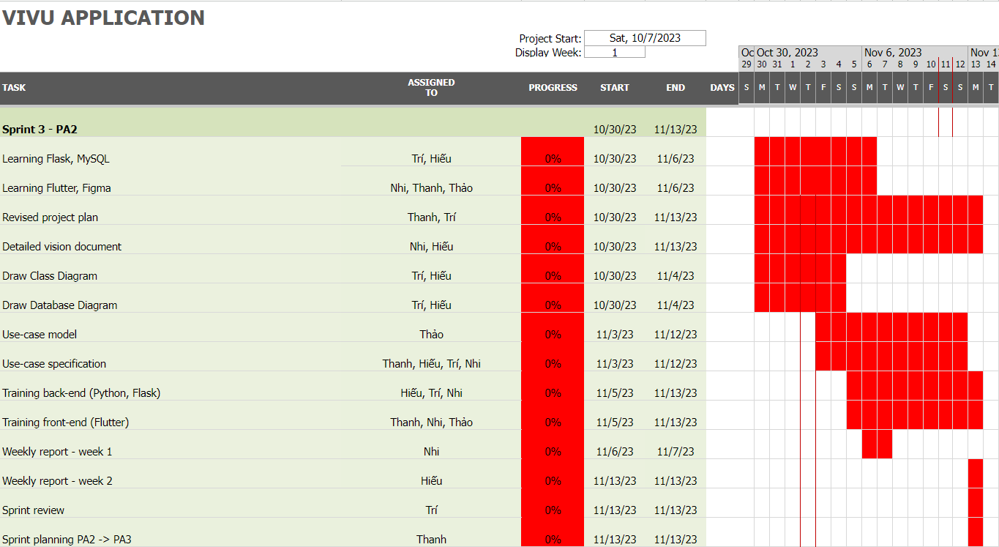 VIVU APPLICATION
Project Start: Sat, 10/7/2023
Display Week: 1
Oc Oct 30, 2023 Nov 6, 2023 Nov 1
29 30 31 1 2 3 4 5 6 7 8 9 10 11 12 13 14
TASK ASSIGNED TO PROGRESS START END DAYS S M T W T F S S M T W T F S S M T
Sprint 3 - PA2 10/30/23 11/13/23
Learning Flask, MySQL Trí, Hiếu 0% 10/30/23 11/6/23
Learning Flutter, Figma Nhi, Thanh, Thảo 0% 10/30/23 11/6/23
Revised project plan Thanh, Trí 0% 10/30/23 11/13/23
Detailed vision document Nhi, Hiếu 0% 10/30/23 11/13/23
Draw Class Diagram Trí, Hiếu 0% 10/30/23 11/4/23
Draw Database Diagram Trí, Hiếu 0% 10/30/23 11/4/23
Use-case model Thảo 0% 11/3/23 11/12/23
Use-case specification Thanh, Hiếu, Trí, Nhi 0% 11/3/23 11/12/23
Training back-end (Python, Flask) Hiếu, Trí, Nhi 0% 11/5/23 11/13/23
Training front-end (Flutter) Thanh, Nhi, Thảo 0% 11/5/23 11/13/23
Weekly report - week 1 Nhi 0% 11/6/23 11/7/23
Weekly report - week 2 Hiếu 0% 11/13/23 11/13/23
Sprint review Trí 0% 11/13/23 11/13/23
Sprint planning PA2 -> PA3 Thanh 0% 11/13/23 11/13/23